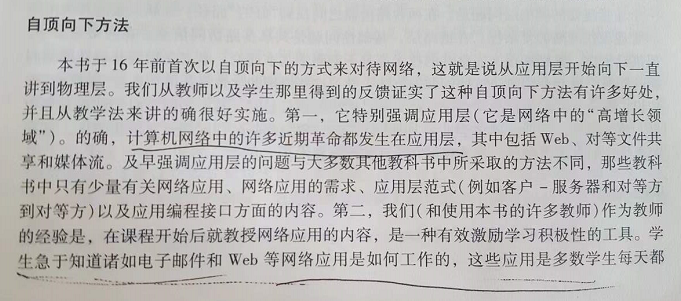 自顶向下方法
本书于 16 年前首次以自顶向下的方式来对待网络，这就是说从应用层开始向下一直
讲到物理层。我们从教师以及学生那里得到的反馈证实了这种自顶向下方法有许多好处，
并且从教学法来讲的确很好实施。第一，它特别强调应用层(它是网络中的“高增长领
域”)。的确，计算机网络中的许多近期革命都发生在应用层，其中包括 Web、对等文件共
享和媒体流。及早强调应用层的问题与大多数其他教科书中所采取的方法不同，那些教科
书中只有少量有关网络应用、网络应用的需求、应用层范式(例如客户 - 服务器和对等方
到对等方)以及应用编程接口方面的内容。第二，我们(和使用本书的许多教师)作为教师
的经验是，在课程开始后就教授网络应用的内容，是一种有效激励学习积极性的工具。学
生急于知道诸如电子邮件和 Web 等网络应用是如何工作的，这些应用是多数学生每天都